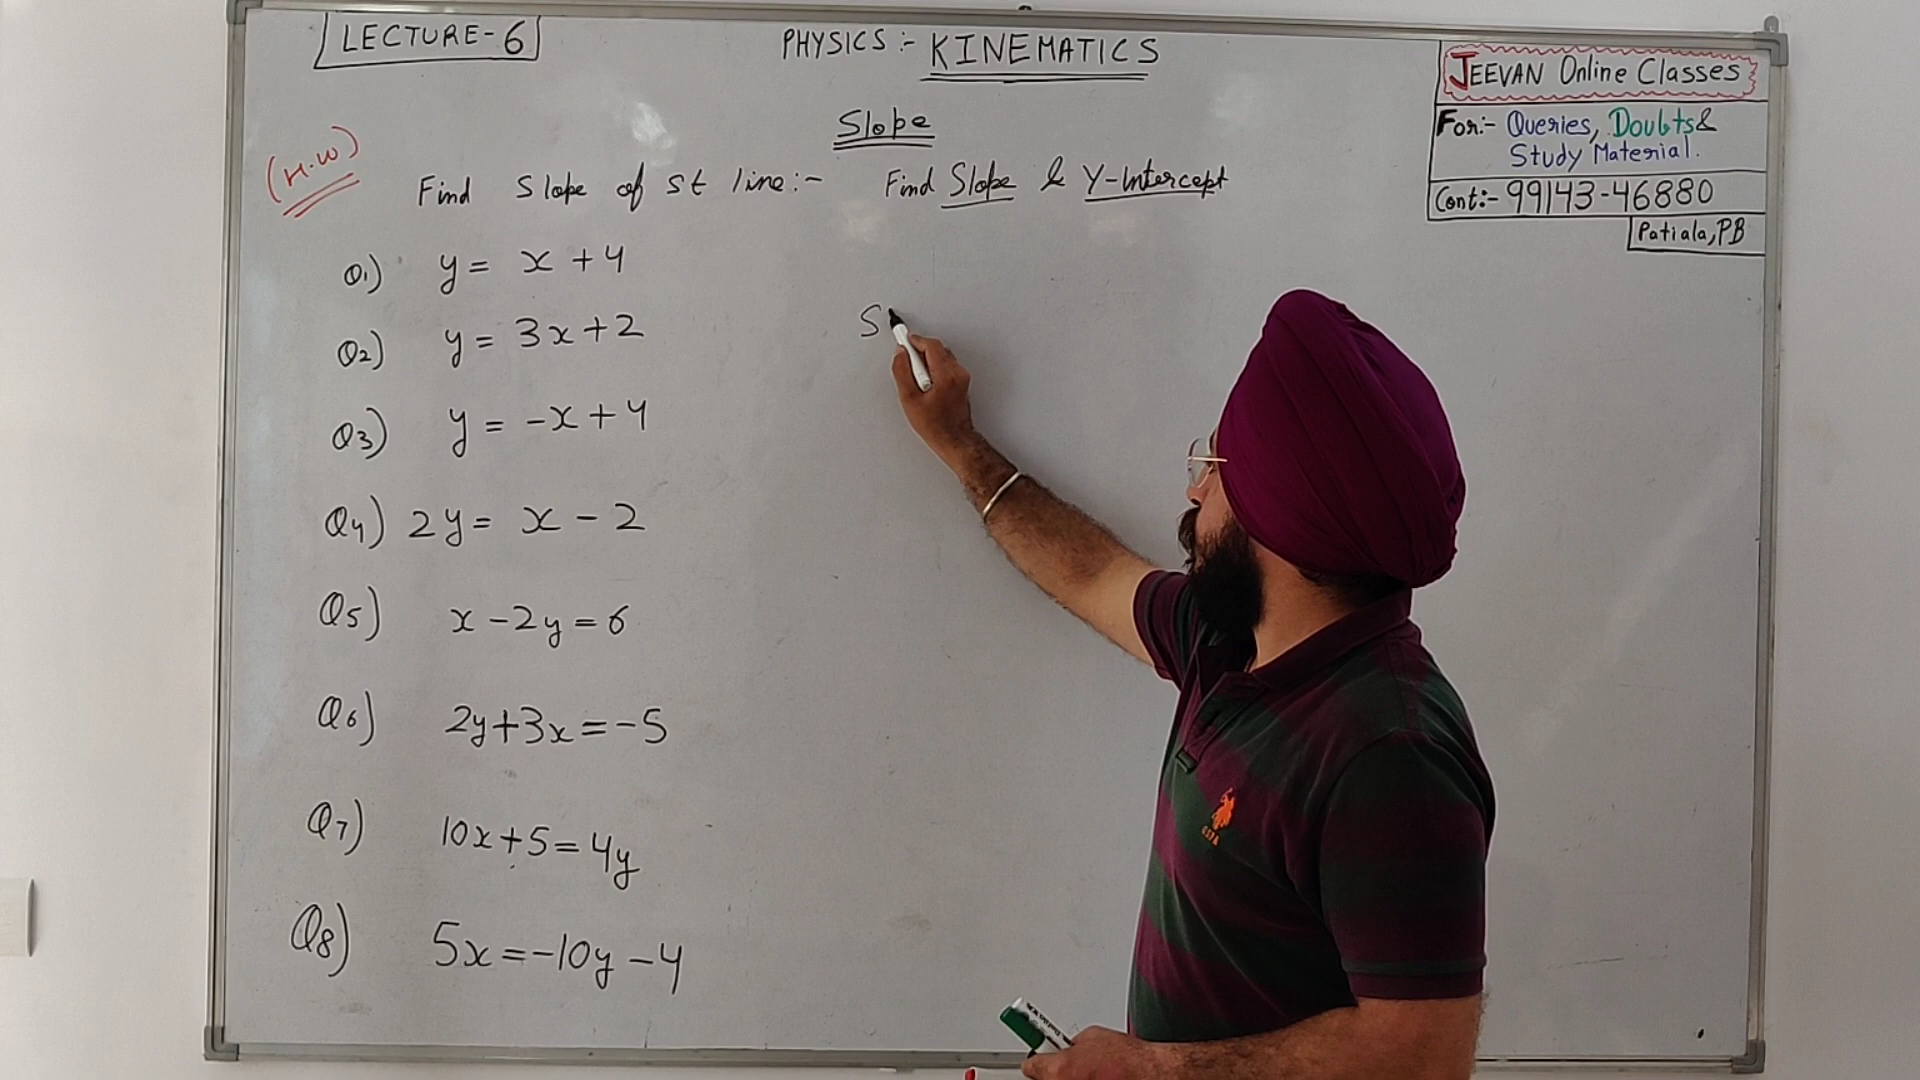 LECTURE-6
PHYSICS :- KINEMATICS
JEEVAN Online Classes
For:- Queries, Doubts &
Study Material.
Cont:- 99143-46880
Patiala, PB
Slope
(H.W)
Find Slope of st line:- Find Slope & Y-Intercept
Q1) y = x + 4
Q2) y = 3x + 2
Q3) y = -x + 4
Q4) 2y = x - 2
Q5) x - 2y = 6
Q6) 2y + 3x = -5
Q7) 10x + 5 = 4y
Q8) 5x = -10y - 4
S